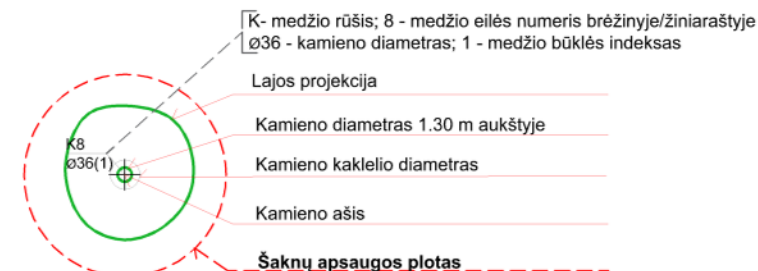 K- medžio rūšis; 8 - medžio eilės numeris brėžinyje/žiniaraštyje
ø36 - kamieno diametras; 1 - medžio būklės indeksas
Lajos projekcija
Kamieno diametras 1.30 m aukštyje
K8
ø36(1)
Kamieno kaklelio diametras
Kamieno ašis
Šaknų apsaugos plotas